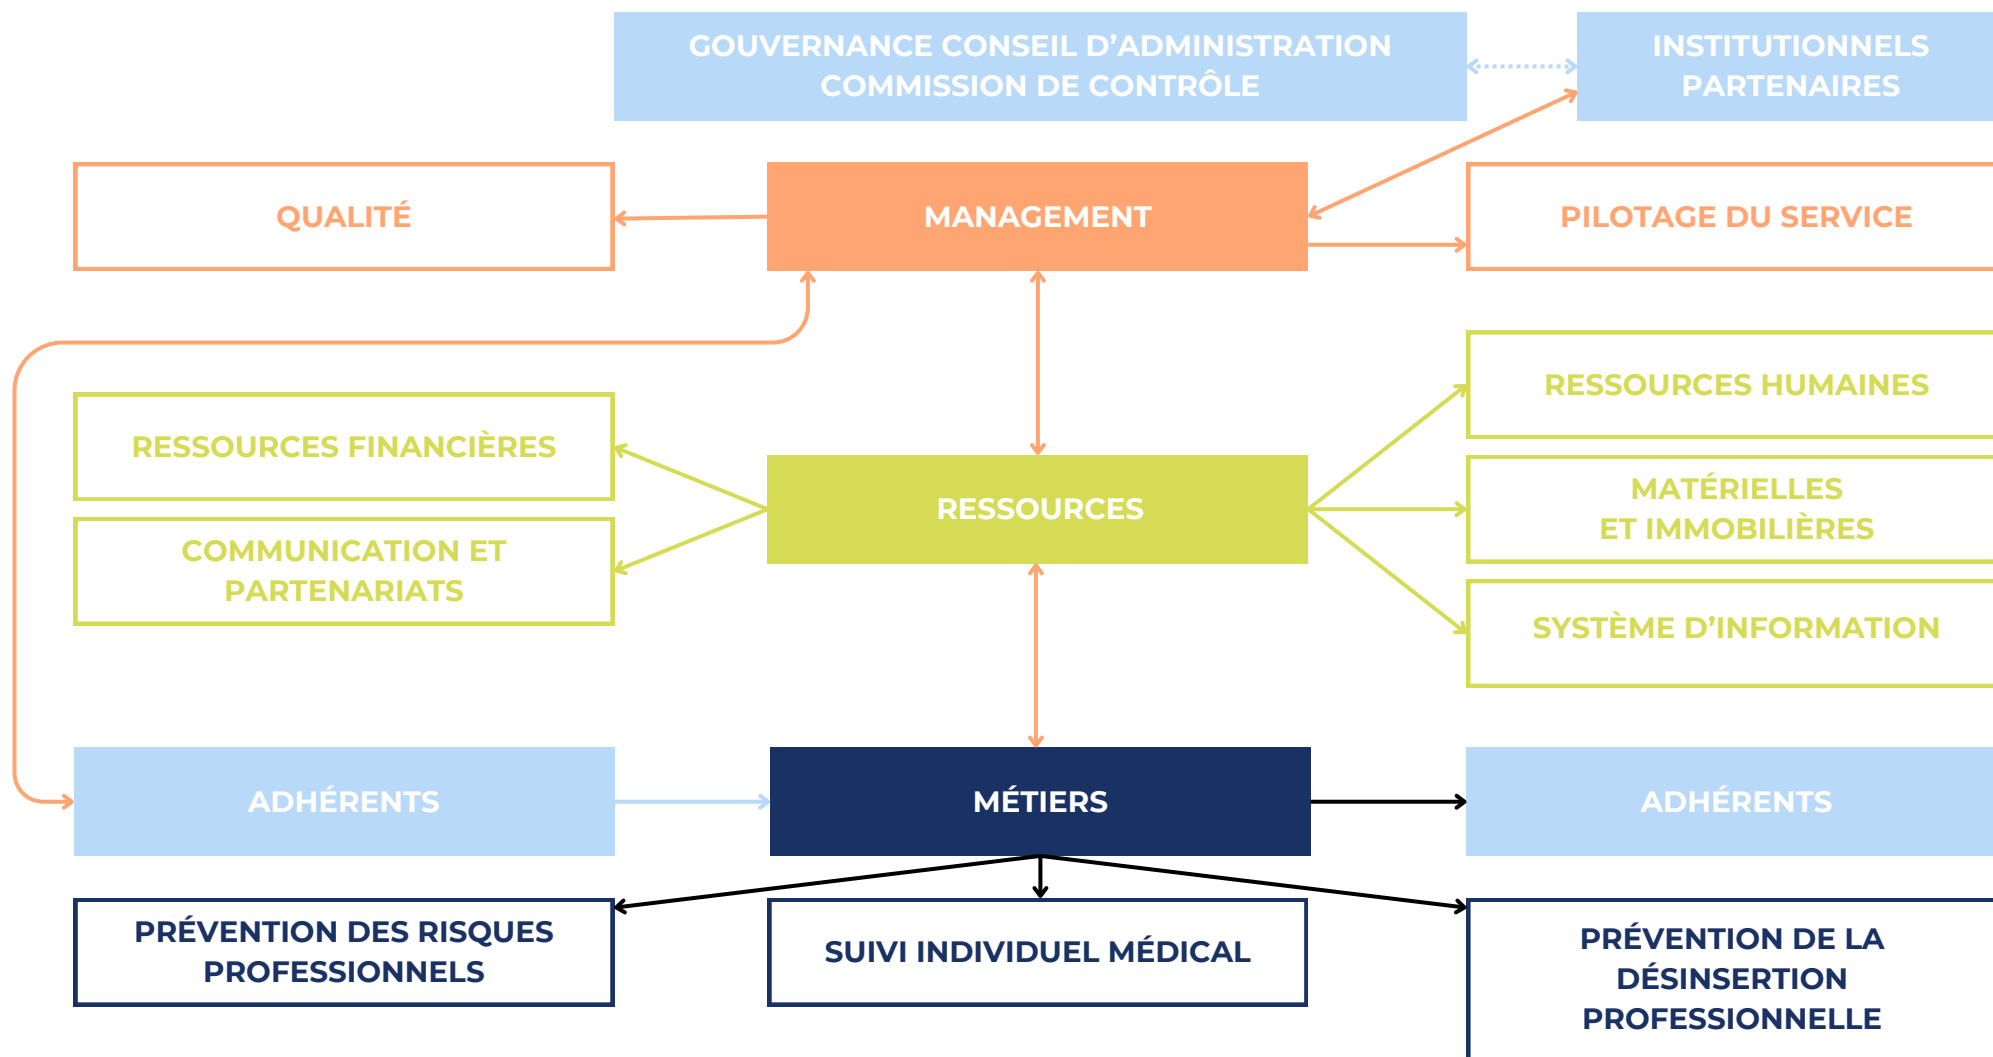 GOUVERNANCE CONSEIL D’ADMINISTRATION
COMMISSION DE CONTRÔLE
INSTITUTIONNELS
PARTENAIRES
QUALITÉ
MANAGEMENT
PILOTAGE DU SERVICE
RESSOURCES FINANCIÈRES
COMMUNICATION ET
PARTENARIATS
RESSOURCES
RESSOURCES HUMAINES
MATÉRIELLES
ET IMMOBILIÈRES
SYSTÈME D’INFORMATION
ADHÉRENTS
MÉTIERS
ADHÉRENTS
PRÉVENTION DES RISQUES
PROFESSIONNELS
SUIVI INDIVIDUEL MÉDICAL
PRÉVENTION DE LA
DÉSINSERTION
PROFESSIONNELLE